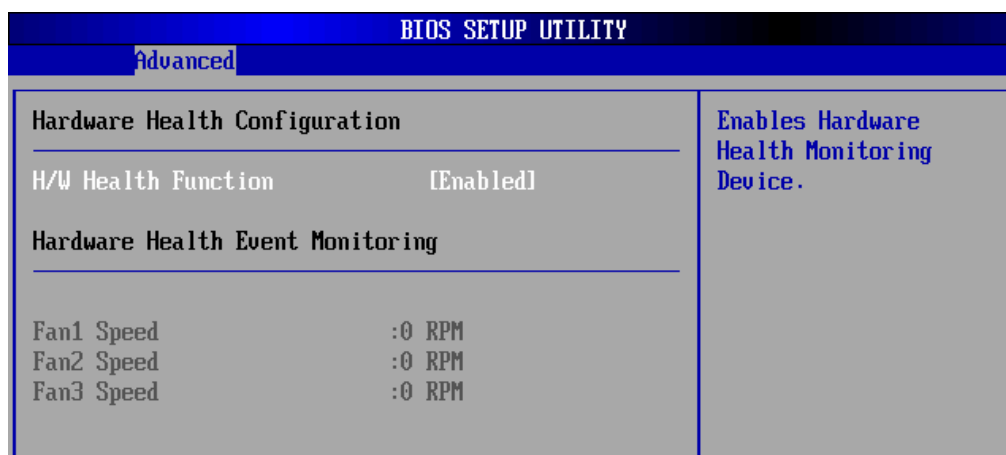 BIOS SETUP UTILITY
Advanced
Hardware Health Configuration
H/W Health Function [Enabled]
Hardware Health Event Monitoring
Fan1 Speed :0 RPM
Fan2 Speed :0 RPM
Fan3 Speed :0 RPM
Enables Hardware
Health Monitoring
Device.